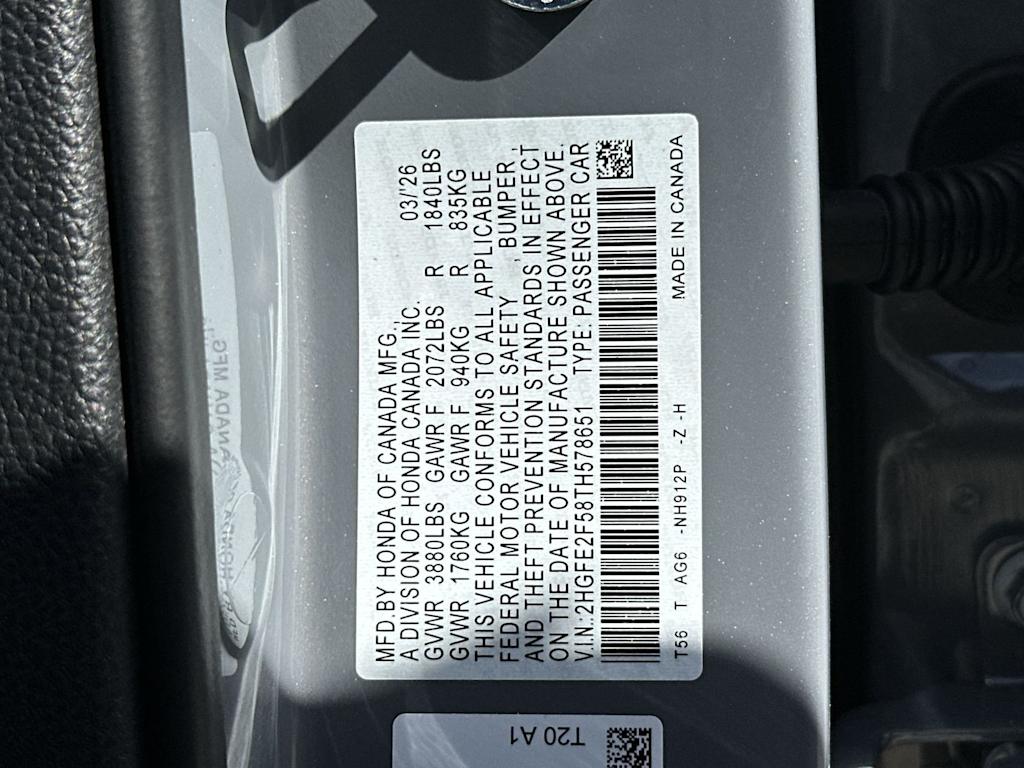 MFD.BY HONDA OF CANADA MFG., 03/'26
A DIVISION OF HONDA CANADA INC.
GVWR 3880LBS GAWR F 2072LBS R 1840LBS
GVWR 1760KG GAWR F 940KG R 835KG
THIS VEHICLE CONFORMS TO ALL APPLICABLE
FEDERAL MOTOR VEHICLE SAFETY, BUMPER,
AND THEFT PREVENTION STANDARDS IN EFFECT
ON THE DATE OF MANUFACTURE SHOWN ABOVE.
V.I.N.:2HGFE2F58TH578651 TYPE: PASSENGER CAR
T56 T AG6 -NH912P -Z -H MADE IN CANADA
T20 A1